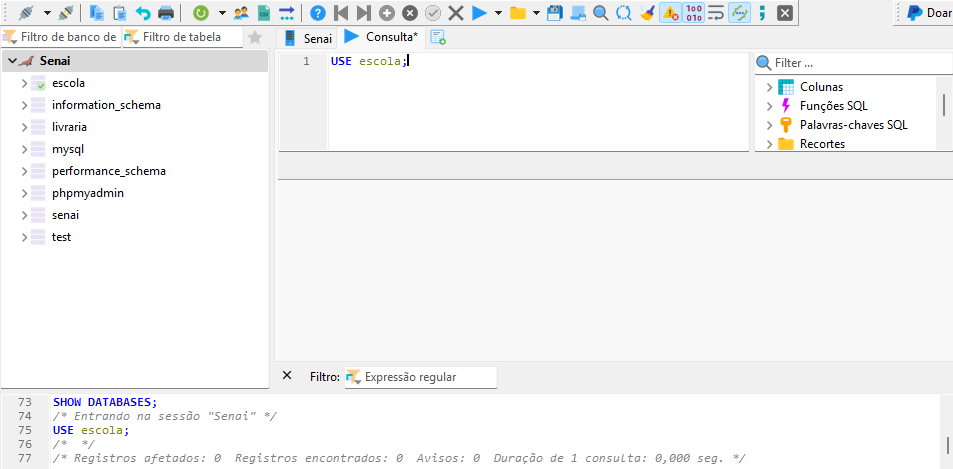 Doar
Filtro de banco de
Filtro de tabela
Senai
Consulta*
Senai
escola
information_schema
livraria
mysql
performance_schema
phpmyadmin
senai
test
1 USE escola;
Filter ...
Colunas
Funções SQL
Palavras-chaves SQL
Recortes
Filtro: Expressão regular
73 SHOW DATABASES;
74 /* Entrando na sessão "Senai" */
75 USE escola;
76 /*  */
77 /* Registros afetados: 0  Registros encontrados: 0  Avisos: 0  Duração de 1 consulta: 0,000 seg. */